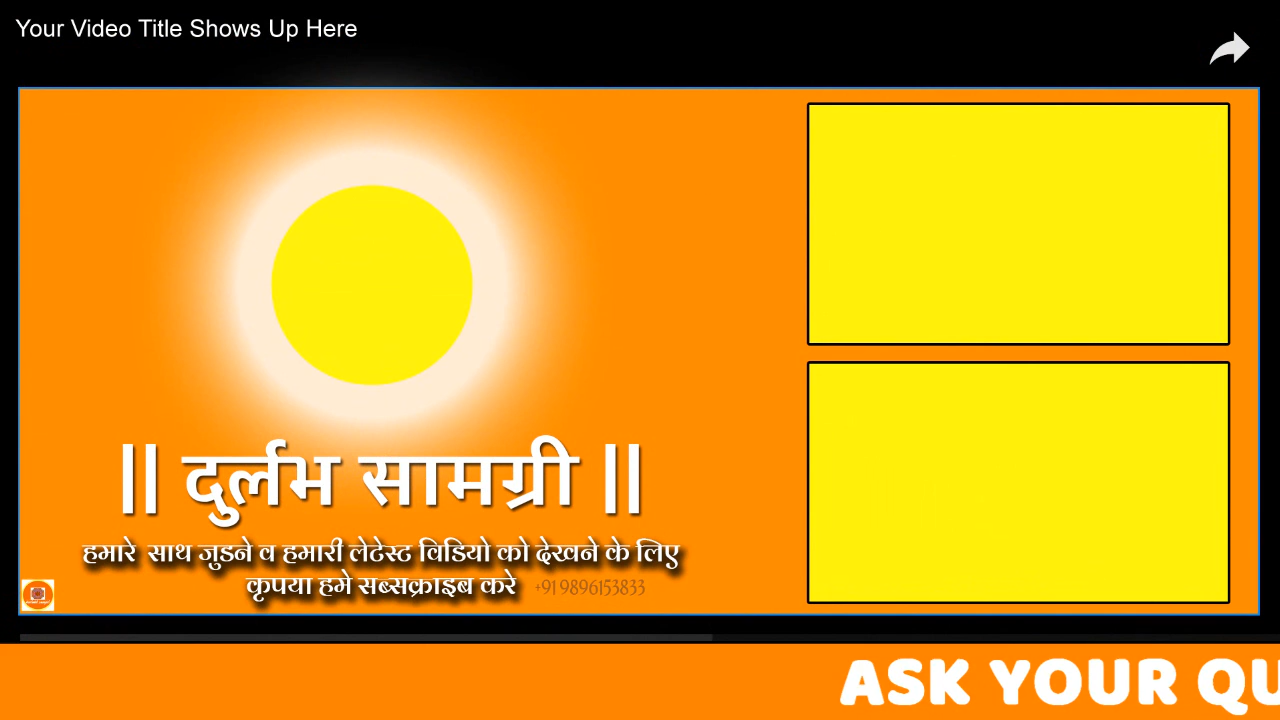 Your Video Title Shows Up Here
|| दुर्लभ सामग्री ||
हमारे साथ जुडने व हमारी लेटेस्ट विडियो को देखने के लिए
कृपया हमे सब्सक्राइब करे +91 9896153833
ASK YOUR QU